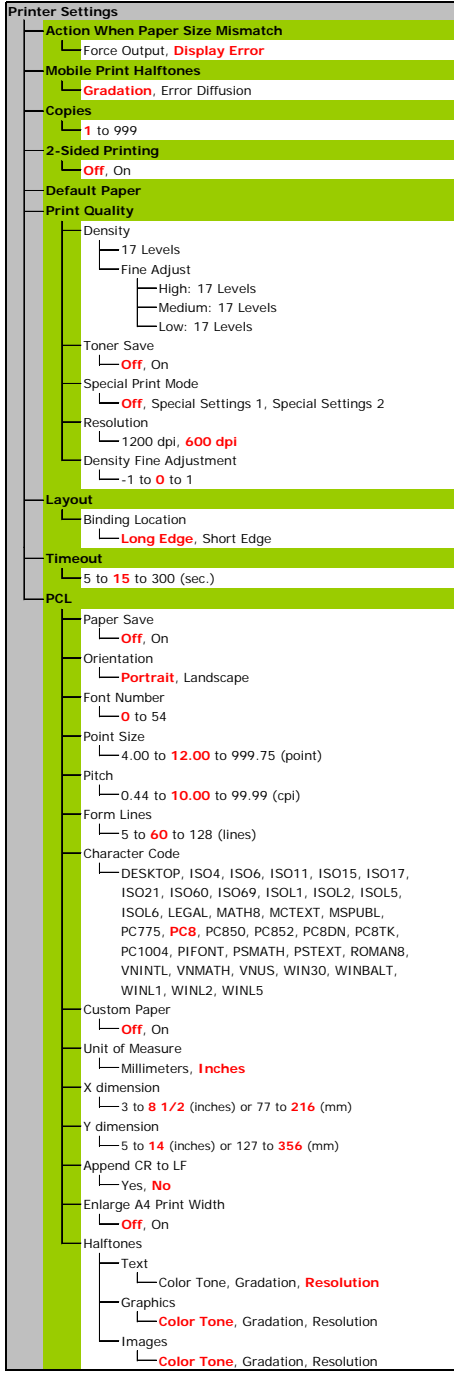 Printer Settings
Action When Paper Size Mismatch
Force Output, Display Error
Mobile Print Halftones
Gradation, Error Diffusion
Copies
1 to 999
2-Sided Printing
Off, On
Default Paper
Print Quality
Density
17 Levels
Fine Adjust
High: 17 Levels
Medium: 17 Levels
Low: 17 Levels
Toner Save
Off, On
Special Print Mode
Off, Special Settings 1, Special Settings 2
Resolution
1200 dpi, 600 dpi
Density Fine Adjustment
-1 to 0 to 1
Layout
Binding Location
Long Edge, Short Edge
Timeout
5 to 15 to 300 (sec.)
PCL
Paper Save
Off, On
Orientation
Portrait, Landscape
Font Number
0 to 54
Point Size
4.00 to 12.00 to 999.75 (point)
Pitch
0.44 to 10.00 to 99.99 (cpi)
Form Lines
5 to 60 to 128 (lines)
Character Code
DESKTOP, ISO4, ISO6, ISO11, ISO15, ISO17,
ISO21, ISO60, ISO69, ISOL1, ISOL2, ISOL5,
ISOL6, LEGAL, MATH8, MCTEXT, MSPUBL,
PC775, PC8, PC850, PC852, PC8DN, PC8TK,
PC1004, PIFONT, PSMATH, PSTEXT, ROMAN8,
VNINTL, VNMATH, VNUS, WIN30, WINBALT,
WINL1, WINL2, WINL5
Custom Paper
Off, On
Unit of Measure
Millimeters, Inches
X dimension
3 to 8 1/2 (inches) or 77 to 216 (mm)
Y dimension
5 to 14 (inches) or 127 to 356 (mm)
Append CR to LF
Yes, No
Enlarge A4 Print Width
Off, On
Halftones
Text
Color Tone, Gradation, Resolution
Graphics
Color Tone, Gradation, Resolution
Images
Color Tone, Gradation, Resolution